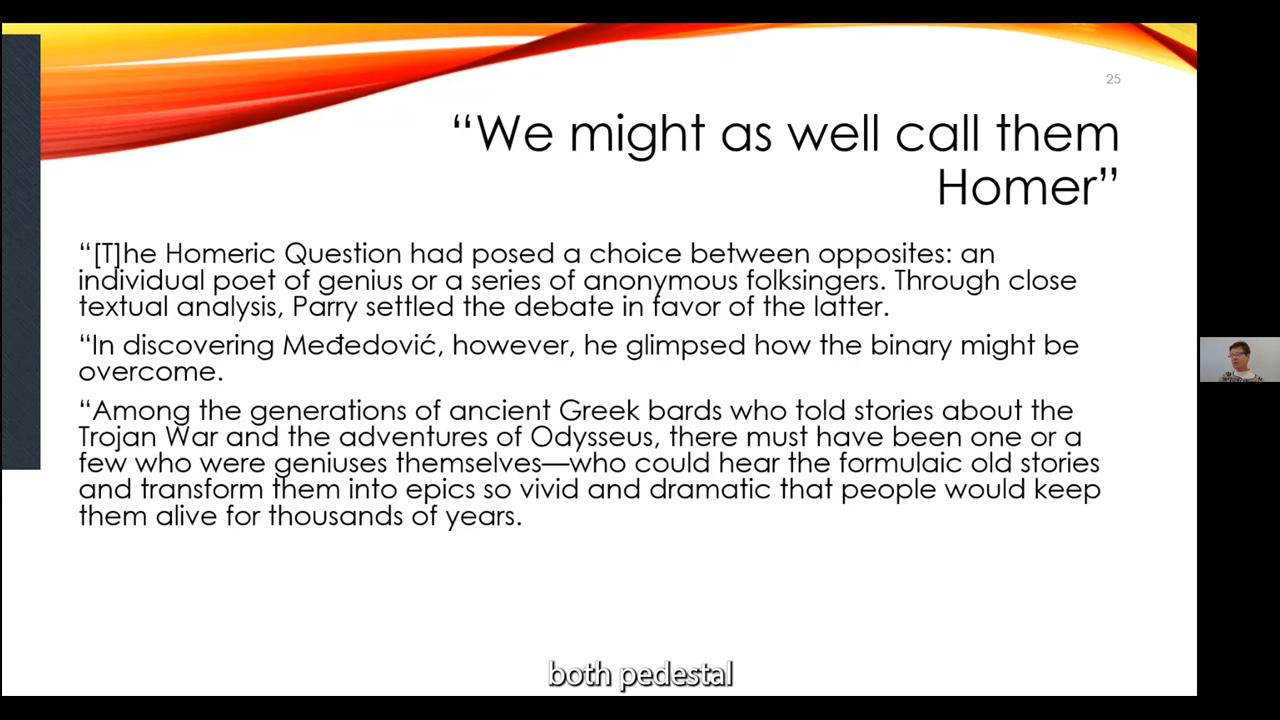 25
“We might as well call them
Homer”
“[T]he Homeric Question had posed a choice between opposites: an
individual poet of genius or a series of anonymous folksingers. Through close
textual analysis, Parry settled the debate in favor of the latter.
“In discovering Međedović, however, he glimpsed how the binary might be
overcome.
“Among the generations of ancient Greek bards who told stories about the
Trojan War and the adventures of Odysseus, there must have been one or a
few who were geniuses themselves—who could hear the formulaic old stories
and transform them into epics so vivid and dramatic that people would keep
them alive for thousands of years.
both pedestal